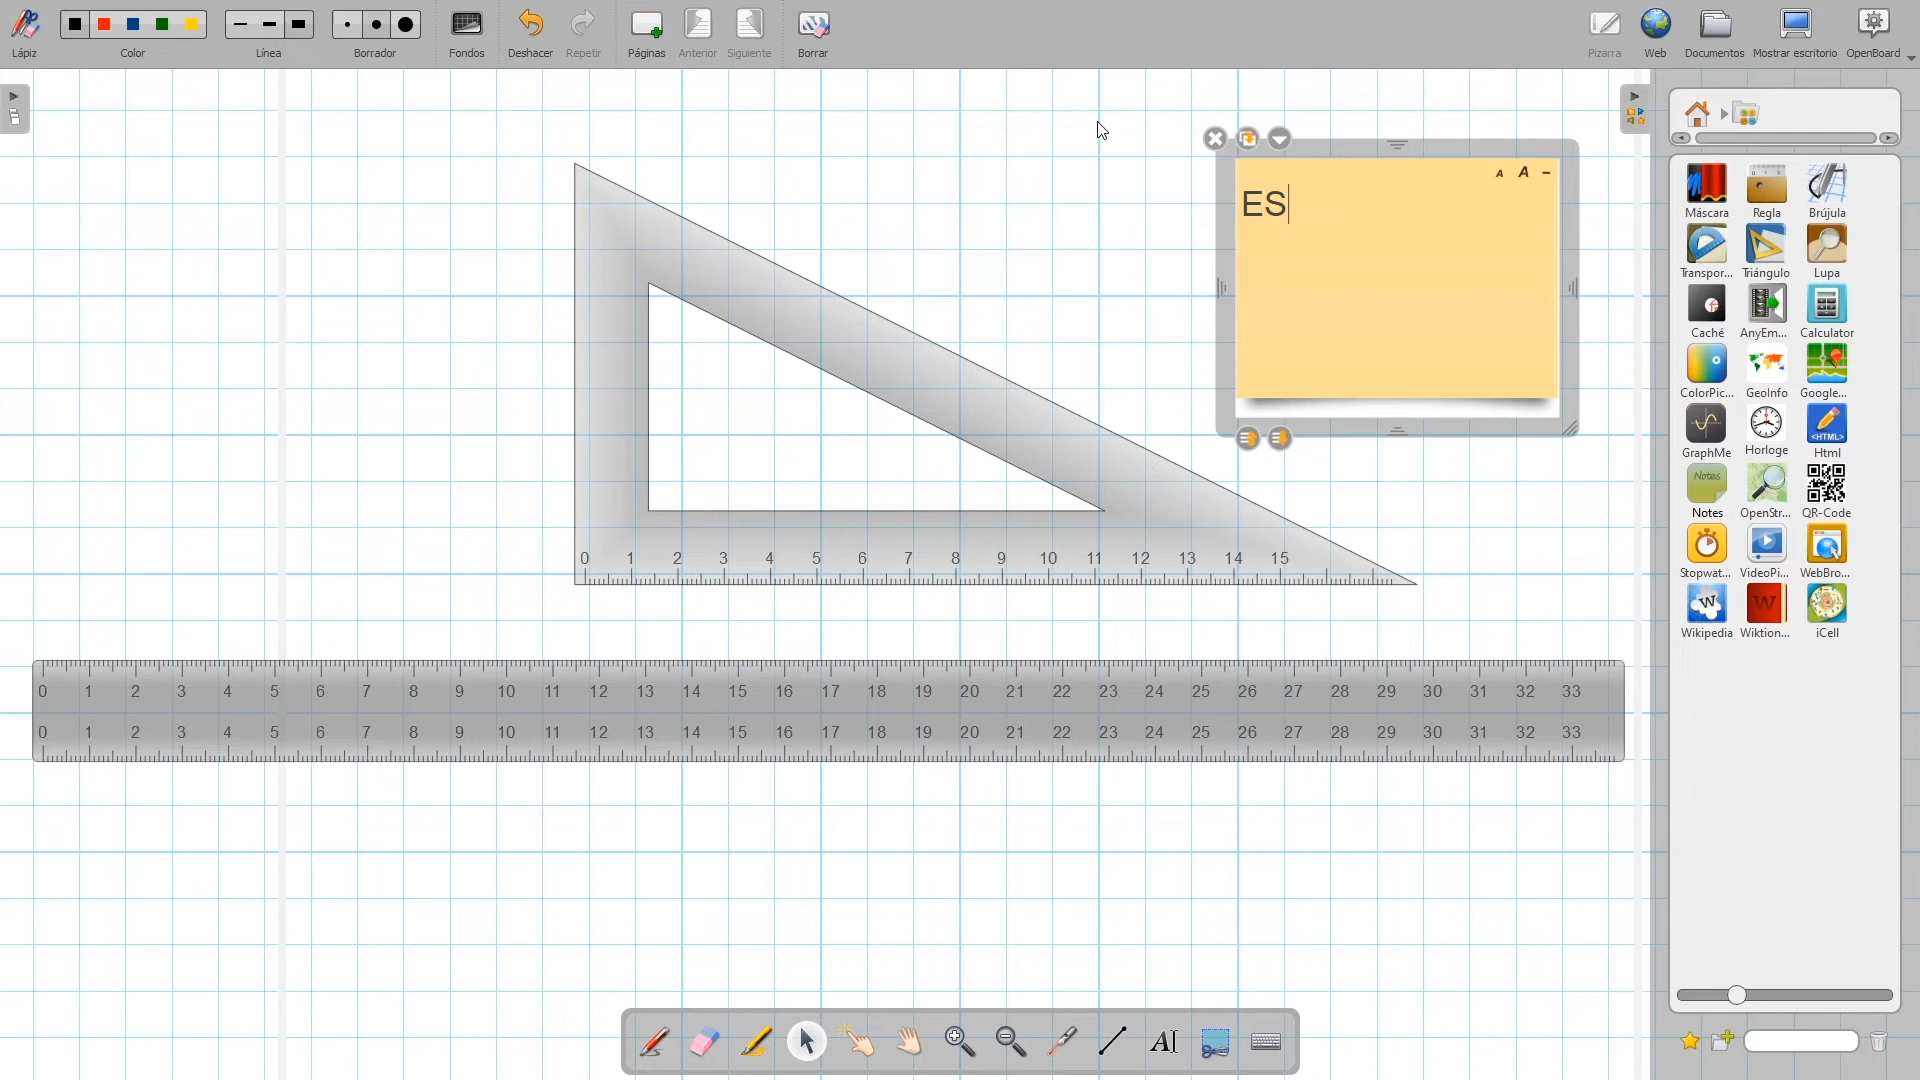 Lápiz
Color
Línea
Borrador
Fondos
Deshacer
Repetir
Páginas
Anterior
Siguiente
Borrar
Pizarra
Web
Documentos
Mostrar escritorio
OpenBoard
A A -
ES
0 1 2 3 4 5 6 7 8 9 10 11 12 13 14 15
0 1 2 3 4 5 6 7 8 9 10 11 12 13 14 15 16 17 18 19 20 21 22 23 24 25 26 27 28 29 30 31 32 33
0 1 2 3 4 5 6 7 8 9 10 11 12 13 14 15 16 17 18 19 20 21 22 23 24 25 26 27 28 29 30 31 32 33
Máscara Regla Brújula
Transpor... Triángulo Lupa
Caché AnyEm... Calculator
ColorPic... GeoInfo Google...
<HTML>
GraphMe Horloge Html
Notes
Notes OpenStr... QR-Code
Stopwat... VideoPi... WebBro...
W W
Wikipedia Wiktion... iCell
AI